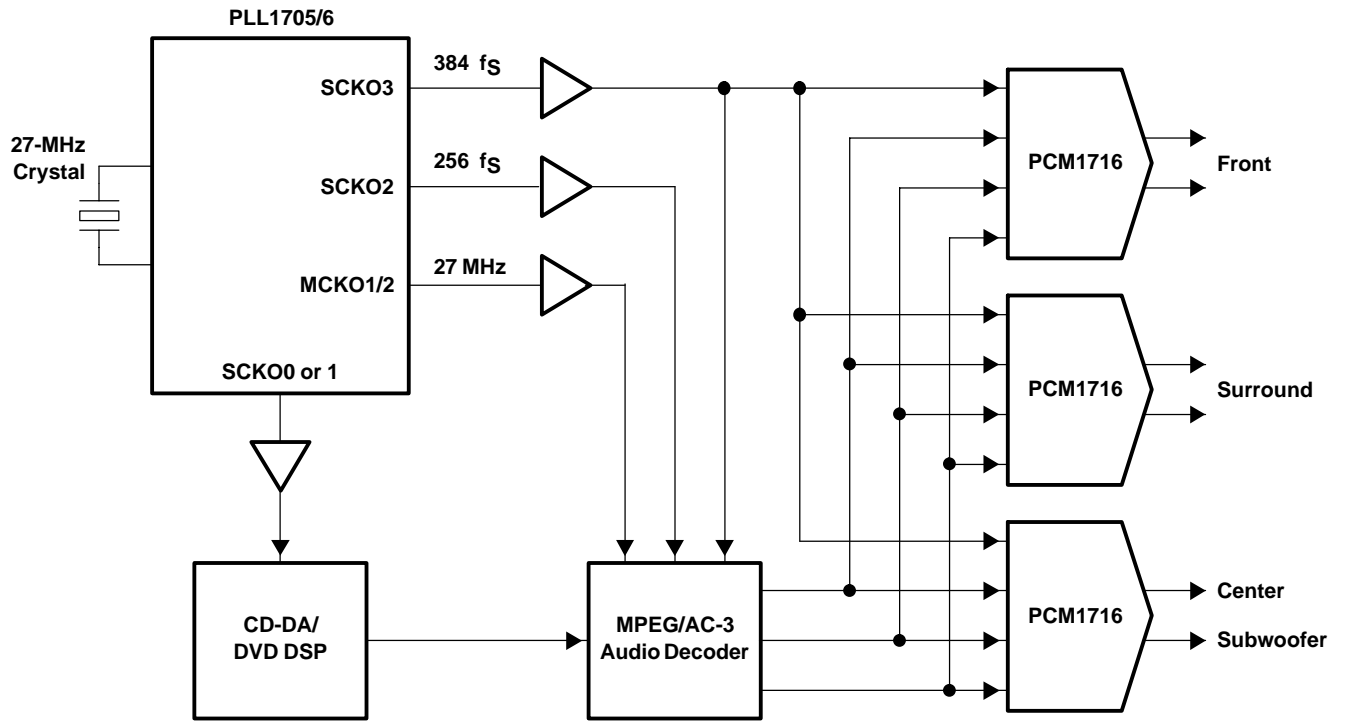 PLL1705/6
384 fS
SCKO3
27-MHz
Crystal
256 fS
SCKO2
27 MHz
MCKO1/2
SCKO0 or 1
PCM1716
Front
PCM1716
Surround
CD-DA/
DVD DSP
MPEG/AC-3
Audio Decoder
PCM1716
Center
Subwoofer